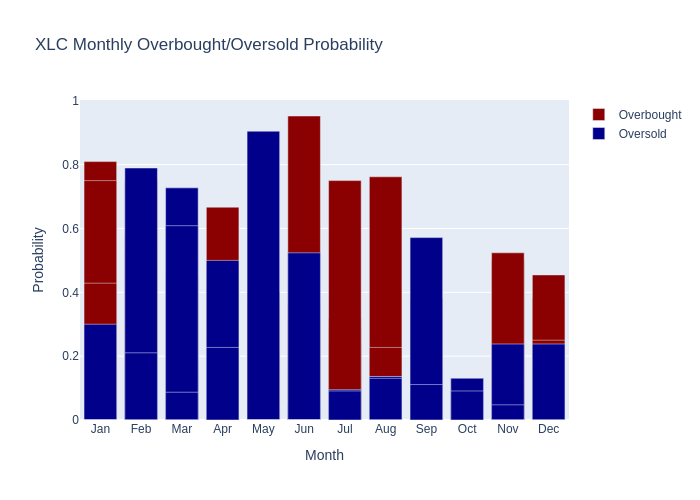 XLC Monthly Overbought/Oversold Probability
Overbought
Oversold
Probability
1
0.8
0.6
0.4
0.2
0
Jan Feb Mar Apr May Jun Jul Aug Sep Oct Nov Dec
Month